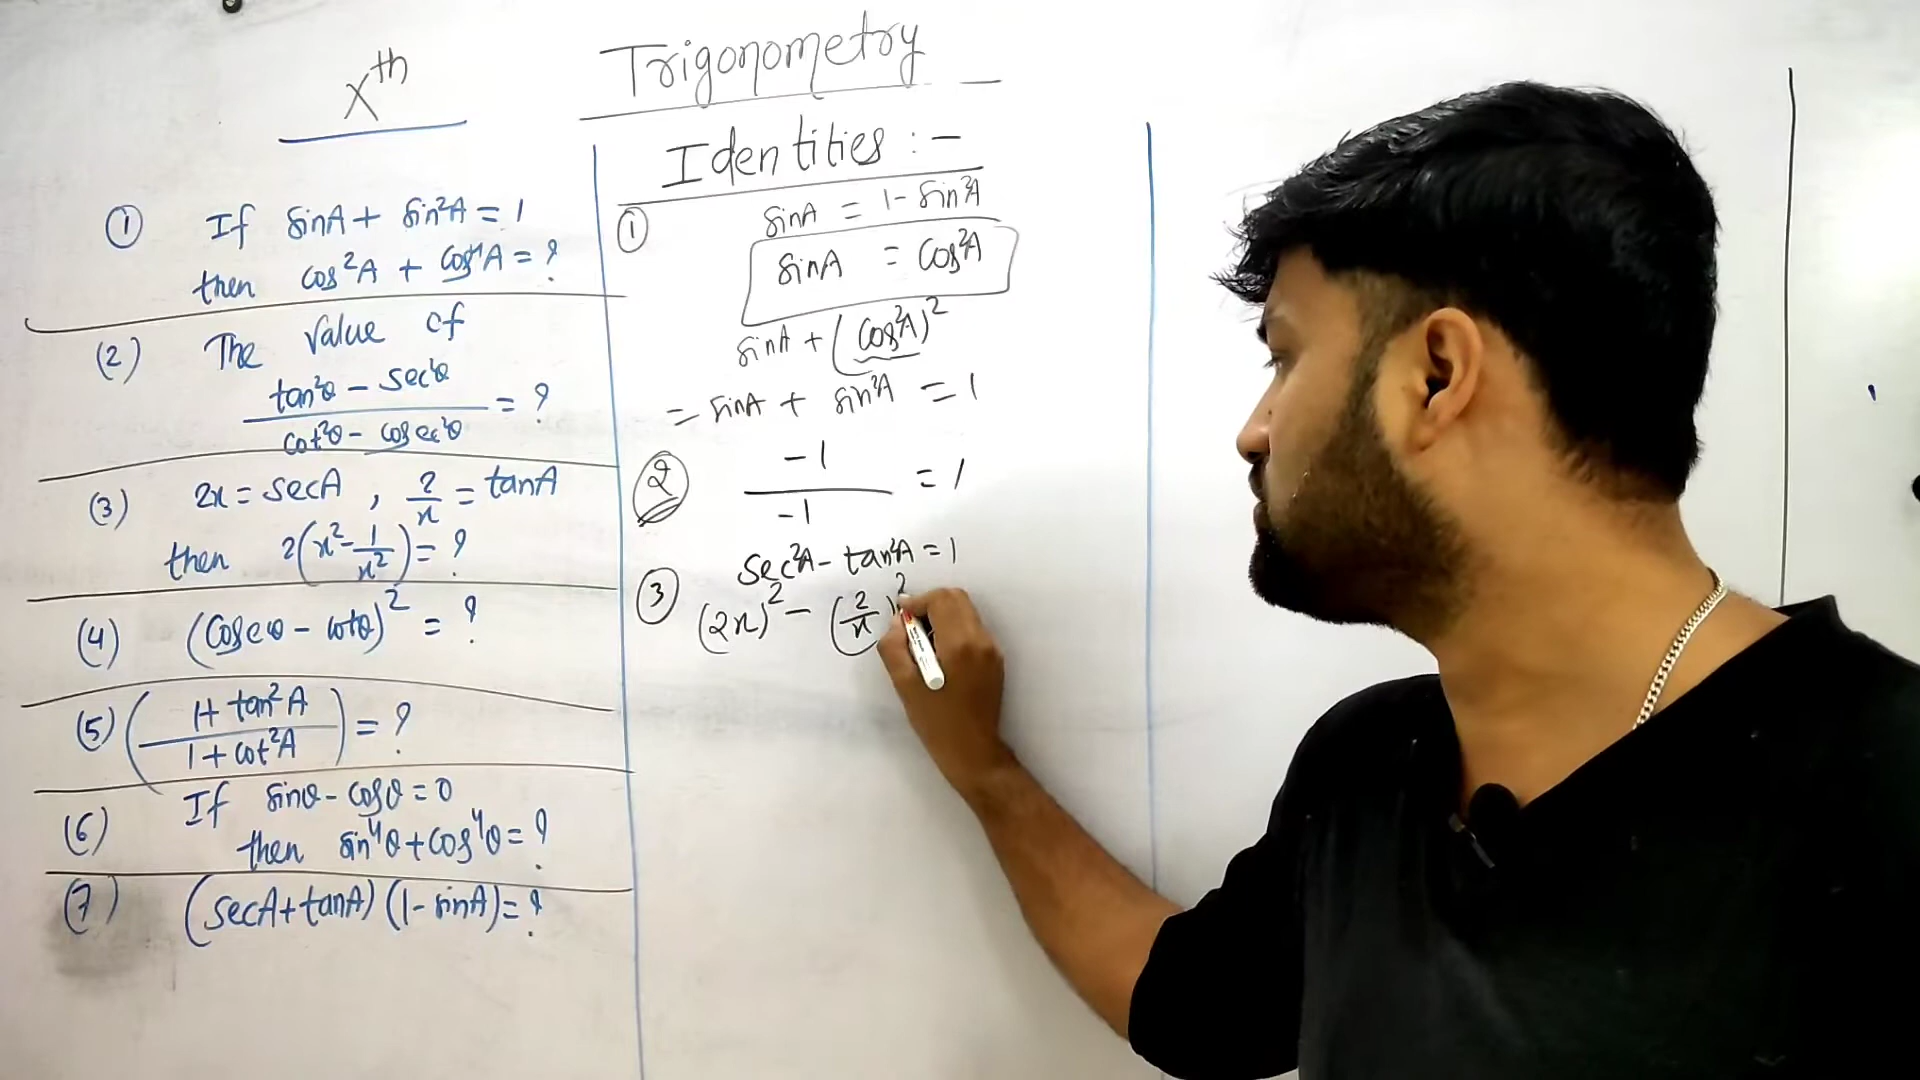 Xth
Trigonometry
Identities :-
① If sinA + sin²A = 1
then cos²A + cos⁴A = ?
(2) The value of
tan²θ - sec²θ
cot²θ - cosec²θ = ?
(3) 2x = secA , 2/x = tanA
then 2(x² - 1/x²) = ?
(4) (cosecθ - cotθ)² = ?
(5) (1 + tan²A
1 + cot²A) = ?
(6) If sinθ - cosθ = 0
then sin⁴θ + cos⁴θ = ?
(7) (secA + tanA) (1 - sinA) = ?
① sinA = 1 - sin²A
sinA = cos²A
sinA + (cos²A)²
= sinA + sin²A = 1
② -1
-1 = 1
③ sec²A - tan²A = 1
(2x)² - (2/x)²